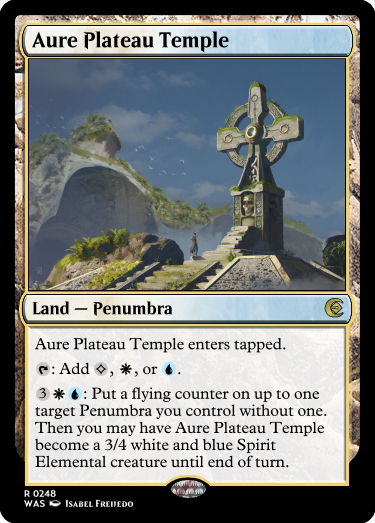 Aure Plateau Temple
Land — Penumbra
Aure Plateau Temple enters tapped.
: Add , , or .
3 : Put a flying counter on up to one
target Penumbra you control without one.
Then you may have Aure Plateau Temple
become a 3/4 white and blue Spirit
Elemental creature until end of turn.
R 0248
WAS Isabel Freijedo